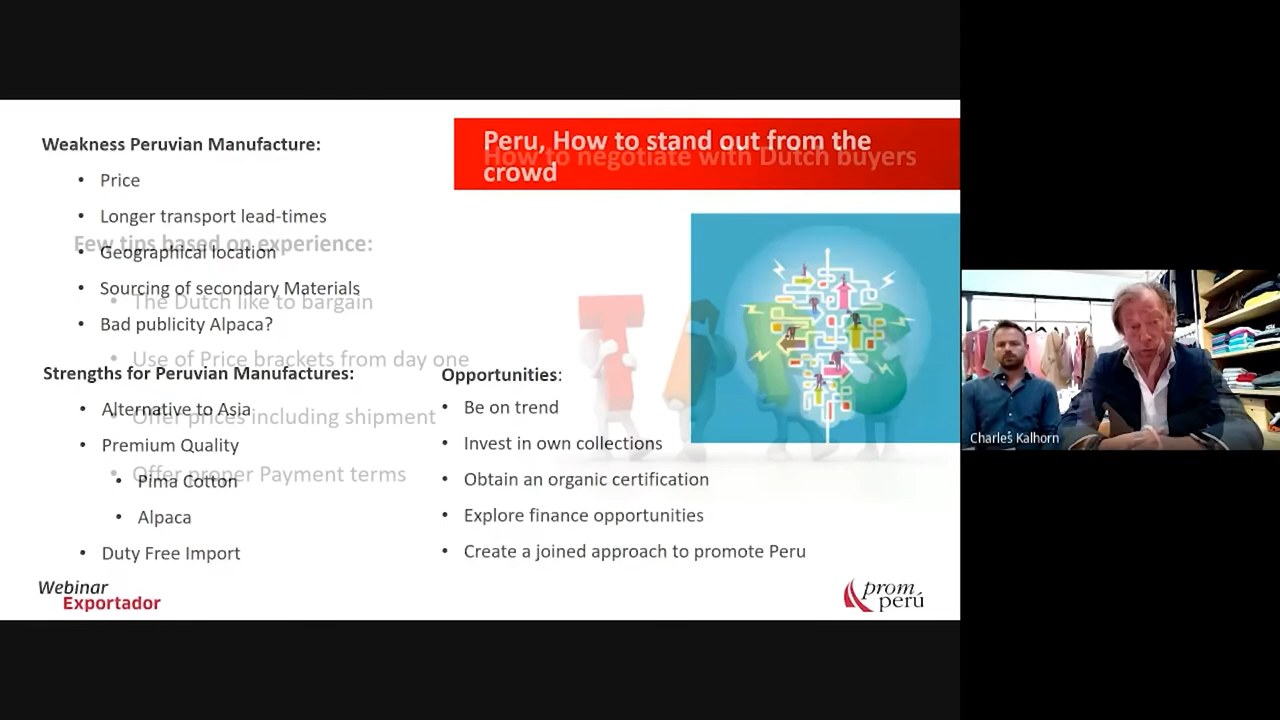 Peru, How to stand out from the
crowd
How to negotiate with Dutch buyers
Weakness Peruvian Manufacture:
• Price
• Longer transport lead-times
• Geographical location
• Sourcing of secondary Materials
• Bad publicity Alpaca?
Strengths for Peruvian Manufactures:
• Alternative to Asia
• Premium Quality
• Pima Cotton
• Alpaca
• Duty Free Import
Opportunities:
• Be on trend
• Invest in own collections
• Obtain an organic certification
• Explore finance opportunities
• Create a joined approach to promote Peru
Few tips based on experience:
• The Dutch like to bargain
• Use of Price brackets from day one
• Offer prices including shipment
• Offer proper Payment terms
TIPS
Webinar
Exportador
prom
perú
Charles Kalhorn